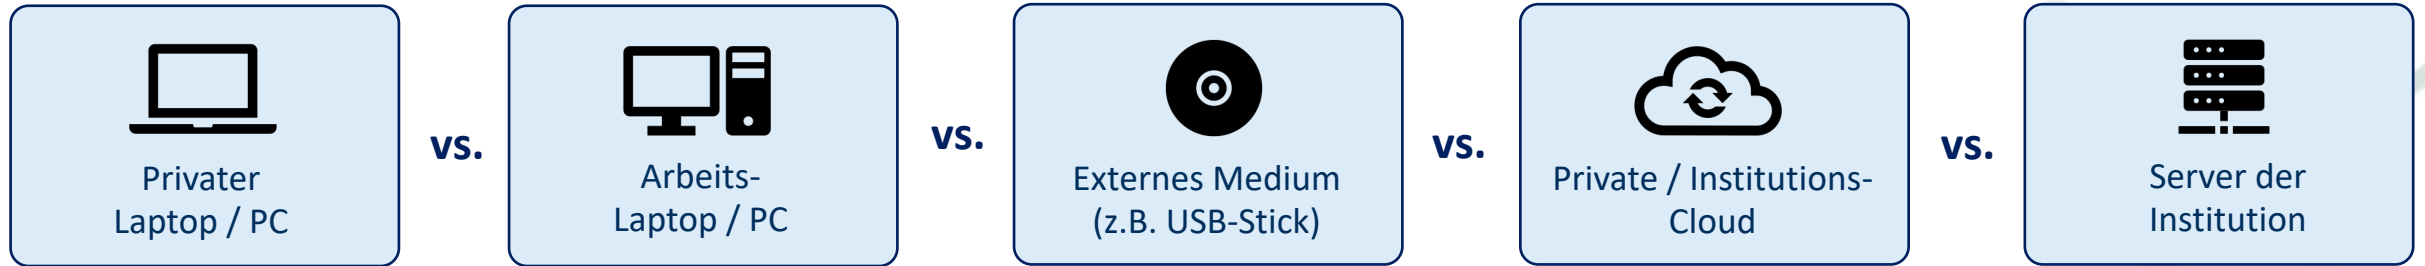 Privater
Laptop / PC
vs.
Arbeits-
Laptop / PC
vs.
Externes Medium
(z.B. USB-Stick)
vs.
Private / Institutions-
Cloud
vs.
Server der
Institution